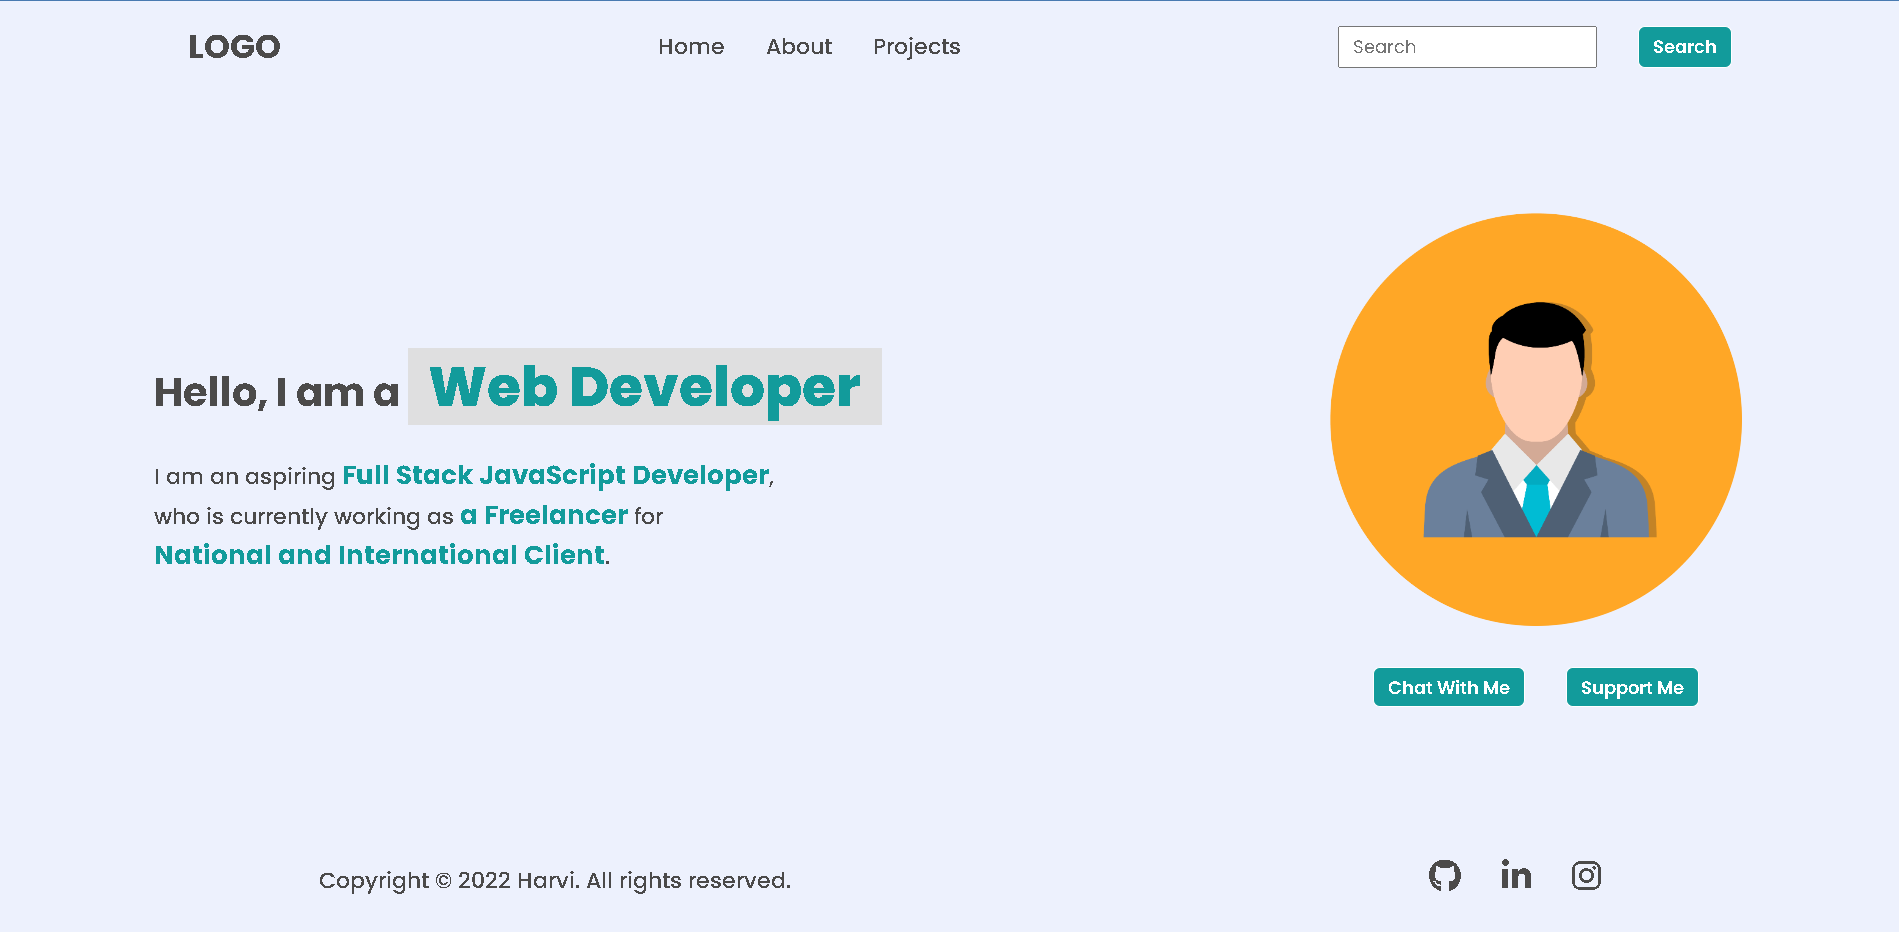 LOGO Home About Projects Search Search
Hello, I am a Web Developer
I am an aspiring Full Stack JavaScript Developer,
who is currently working as a Freelancer for
National and International Client.
Chat With Me Support Me
Copyright © 2022 Harvi. All rights reserved. in